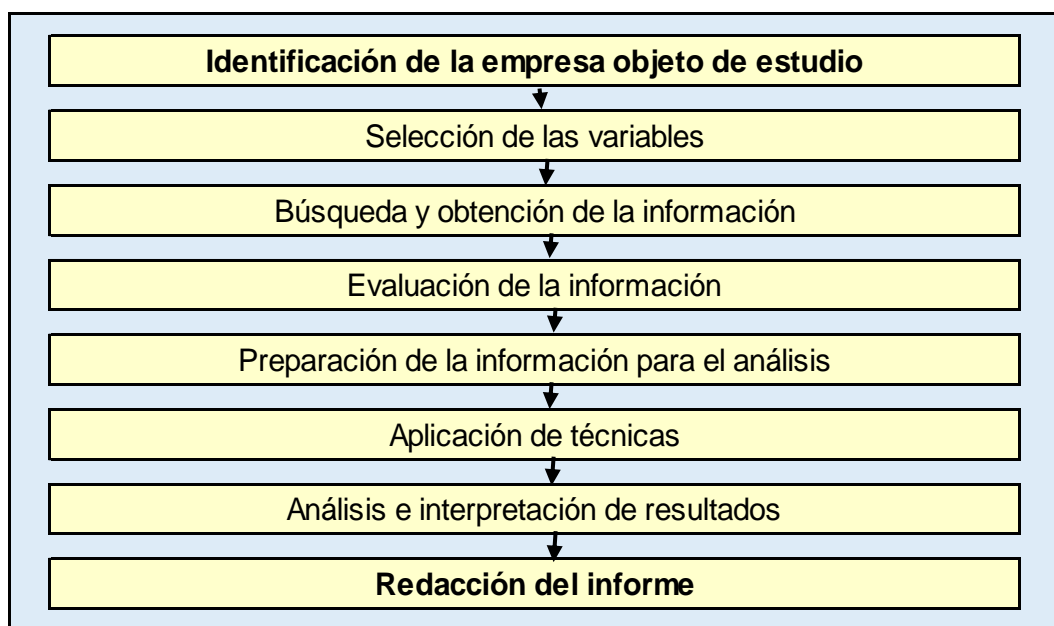 Identificación de la empresa objeto de estudio
Selección de las variables
Búsqueda y obtención de la información
Evaluación de la información
Preparación de la información para el análisis
Aplicación de técnicas
Análisis e interpretación de resultados
Redacción del informe